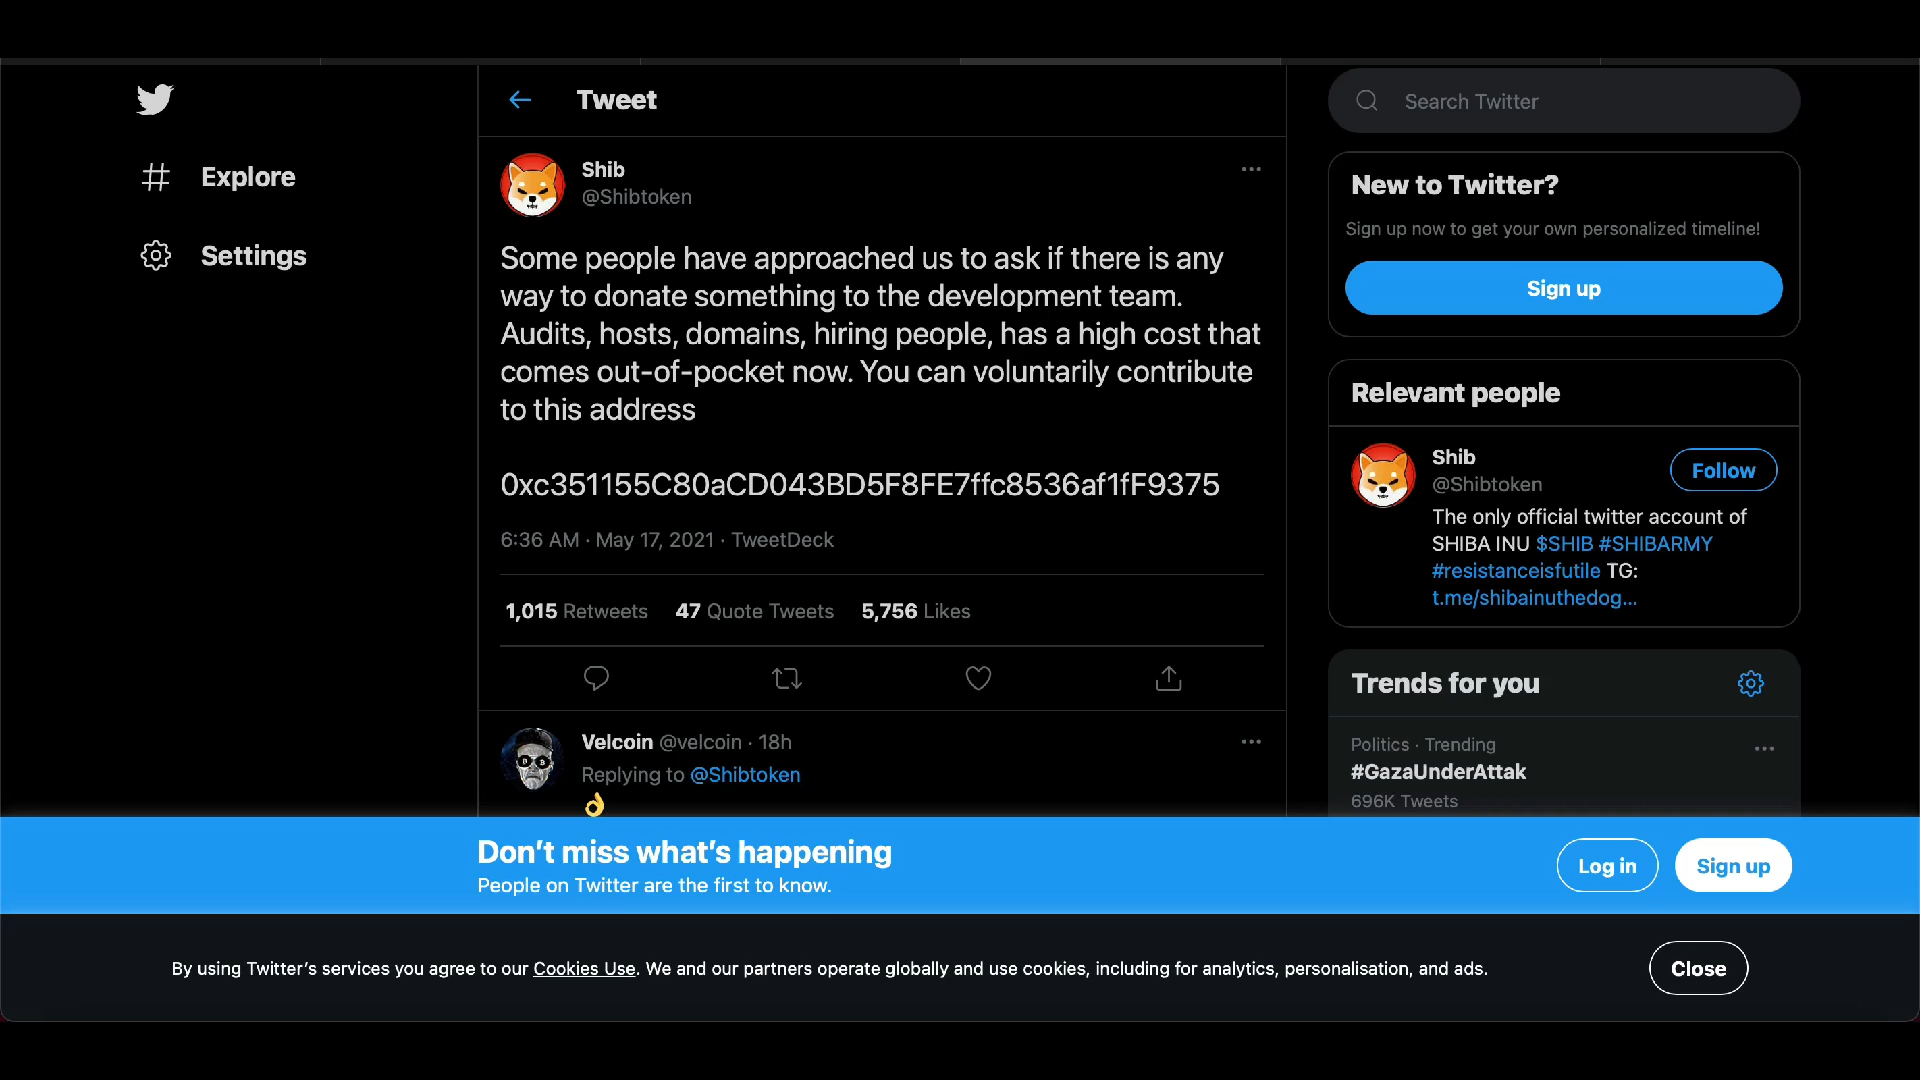 Tweet
Search Twitter
Explore
Settings
Shib
@Shibtoken
Some people have approached us to ask if there is any
way to donate something to the development team.
Audits, hosts, domains, hiring people, has a high cost that
comes out-of-pocket now. You can voluntarily contribute
to this address
0xc351155C80aCD043BD5F8FE7ffc8536af1fF9375
6:36 AM · May 17, 2021 · TweetDeck
1,015 Retweets 47 Quote Tweets 5,756 Likes
Velcoin @velcoin · 18h
Replying to @Shibtoken
👌
New to Twitter?
Sign up now to get your own personalized timeline!
Sign up
Relevant people
Shib
@Shibtoken
Follow
The only official twitter account of
SHIBA INU $SHIB #SHIBARMY
#resistanceisfutile TG:
t.me/shibainuthedog...
Trends for you
Politics · Trending
#GazaUnderAttak
696K Tweets
Don't miss what's happening
People on Twitter are the first to know.
Log in
Sign up
By using Twitter's services you agree to our Cookies Use. We and our partners operate globally and use cookies, including for analytics, personalisation, and ads.
Close